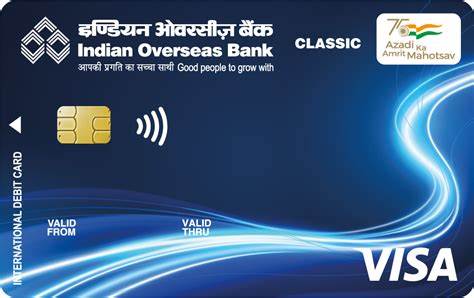 इण्डियन ओवरसीज़ बैंक
Indian Overseas Bank
आपकी प्रगति का सच्चा साथी Good people to grow with
CLASSIC
75
Azadi Ka
Amrit Mahotsav
INTERNATIONAL DEBIT CARD
VALID
FROM
VALID
THRU
VISA